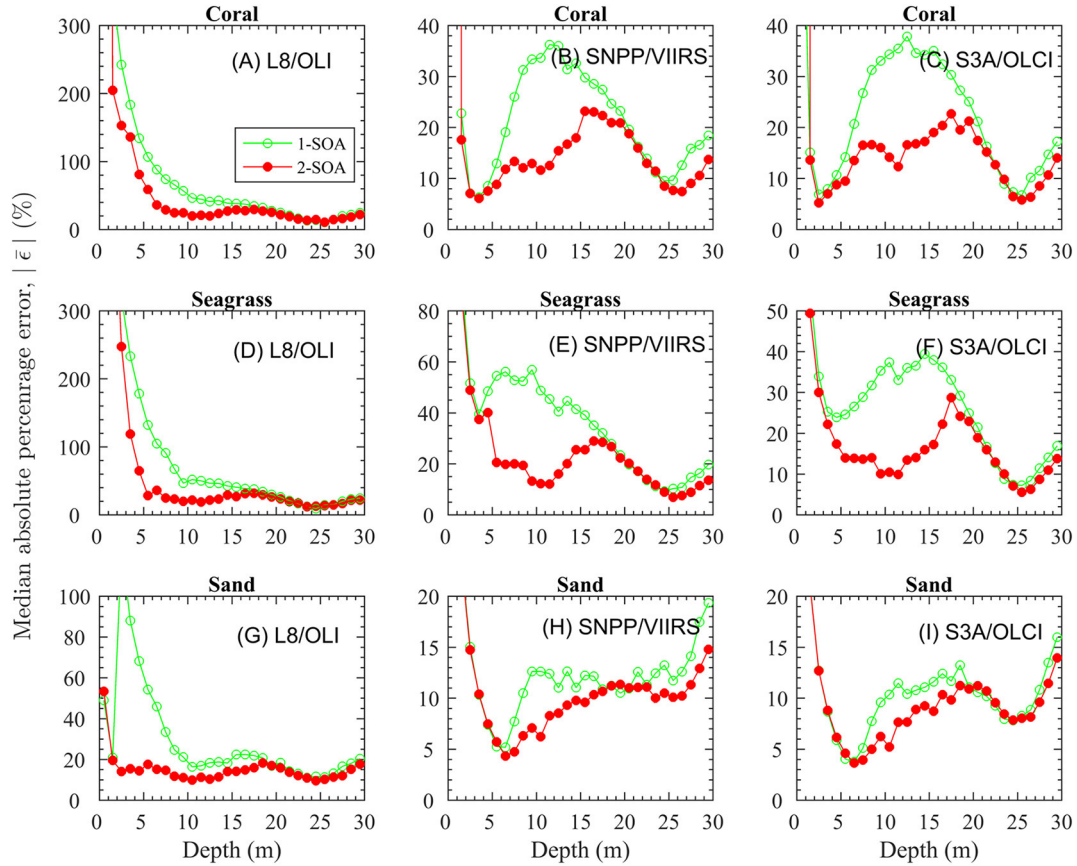 Coral
Coral
Coral
Median absolute percenrage error, | ϵ̄ | (%)
300
200
100
0
(A) L8/OLI
1-SOA
2-SOA
0 5 10 15 20 25 30
40
30
20
10
0
(B) SNPP/VIIRS
0 5 10 15 20 25 30
40
30
20
10
0
(C) S3A/OLCI
0 5 10 15 20 25 30
Seagrass
Seagrass
Seagrass
300
200
100
0
(D) L8/OLI
0 5 10 15 20 25 30
80
60
40
20
0
(E) SNPP/VIIRS
0 5 10 15 20 25 30
50
40
30
20
10
0
(F) S3A/OLCI
0 5 10 15 20 25 30
Sand
Sand
Sand
100
80
60
40
20
0
(G) L8/OLI
0 5 10 15 20 25 30
Depth (m)
20
15
10
5
0
(H) SNPP/VIIRS
0 5 10 15 20 25 30
Depth (m)
20
15
10
5
0
(I) S3A/OLCI
0 5 10 15 20 25 30
Depth (m)